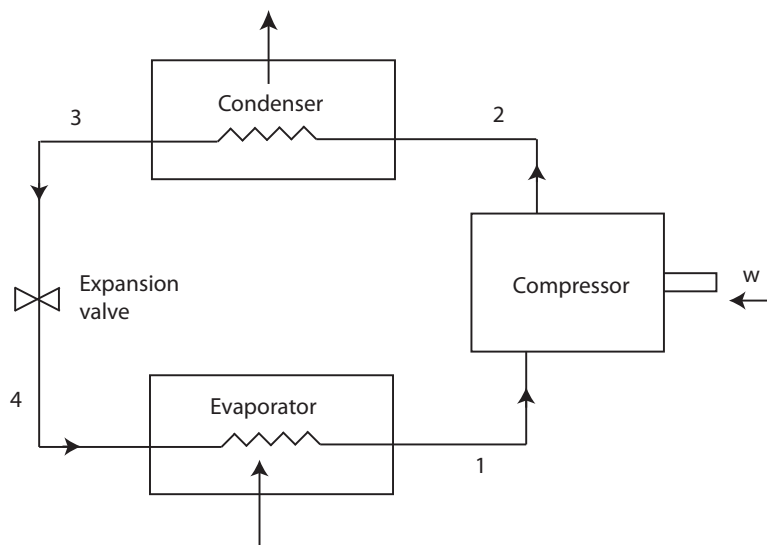 Condenser
3
2
Expansion
valve
Compressor
w
4
Evaporator
1